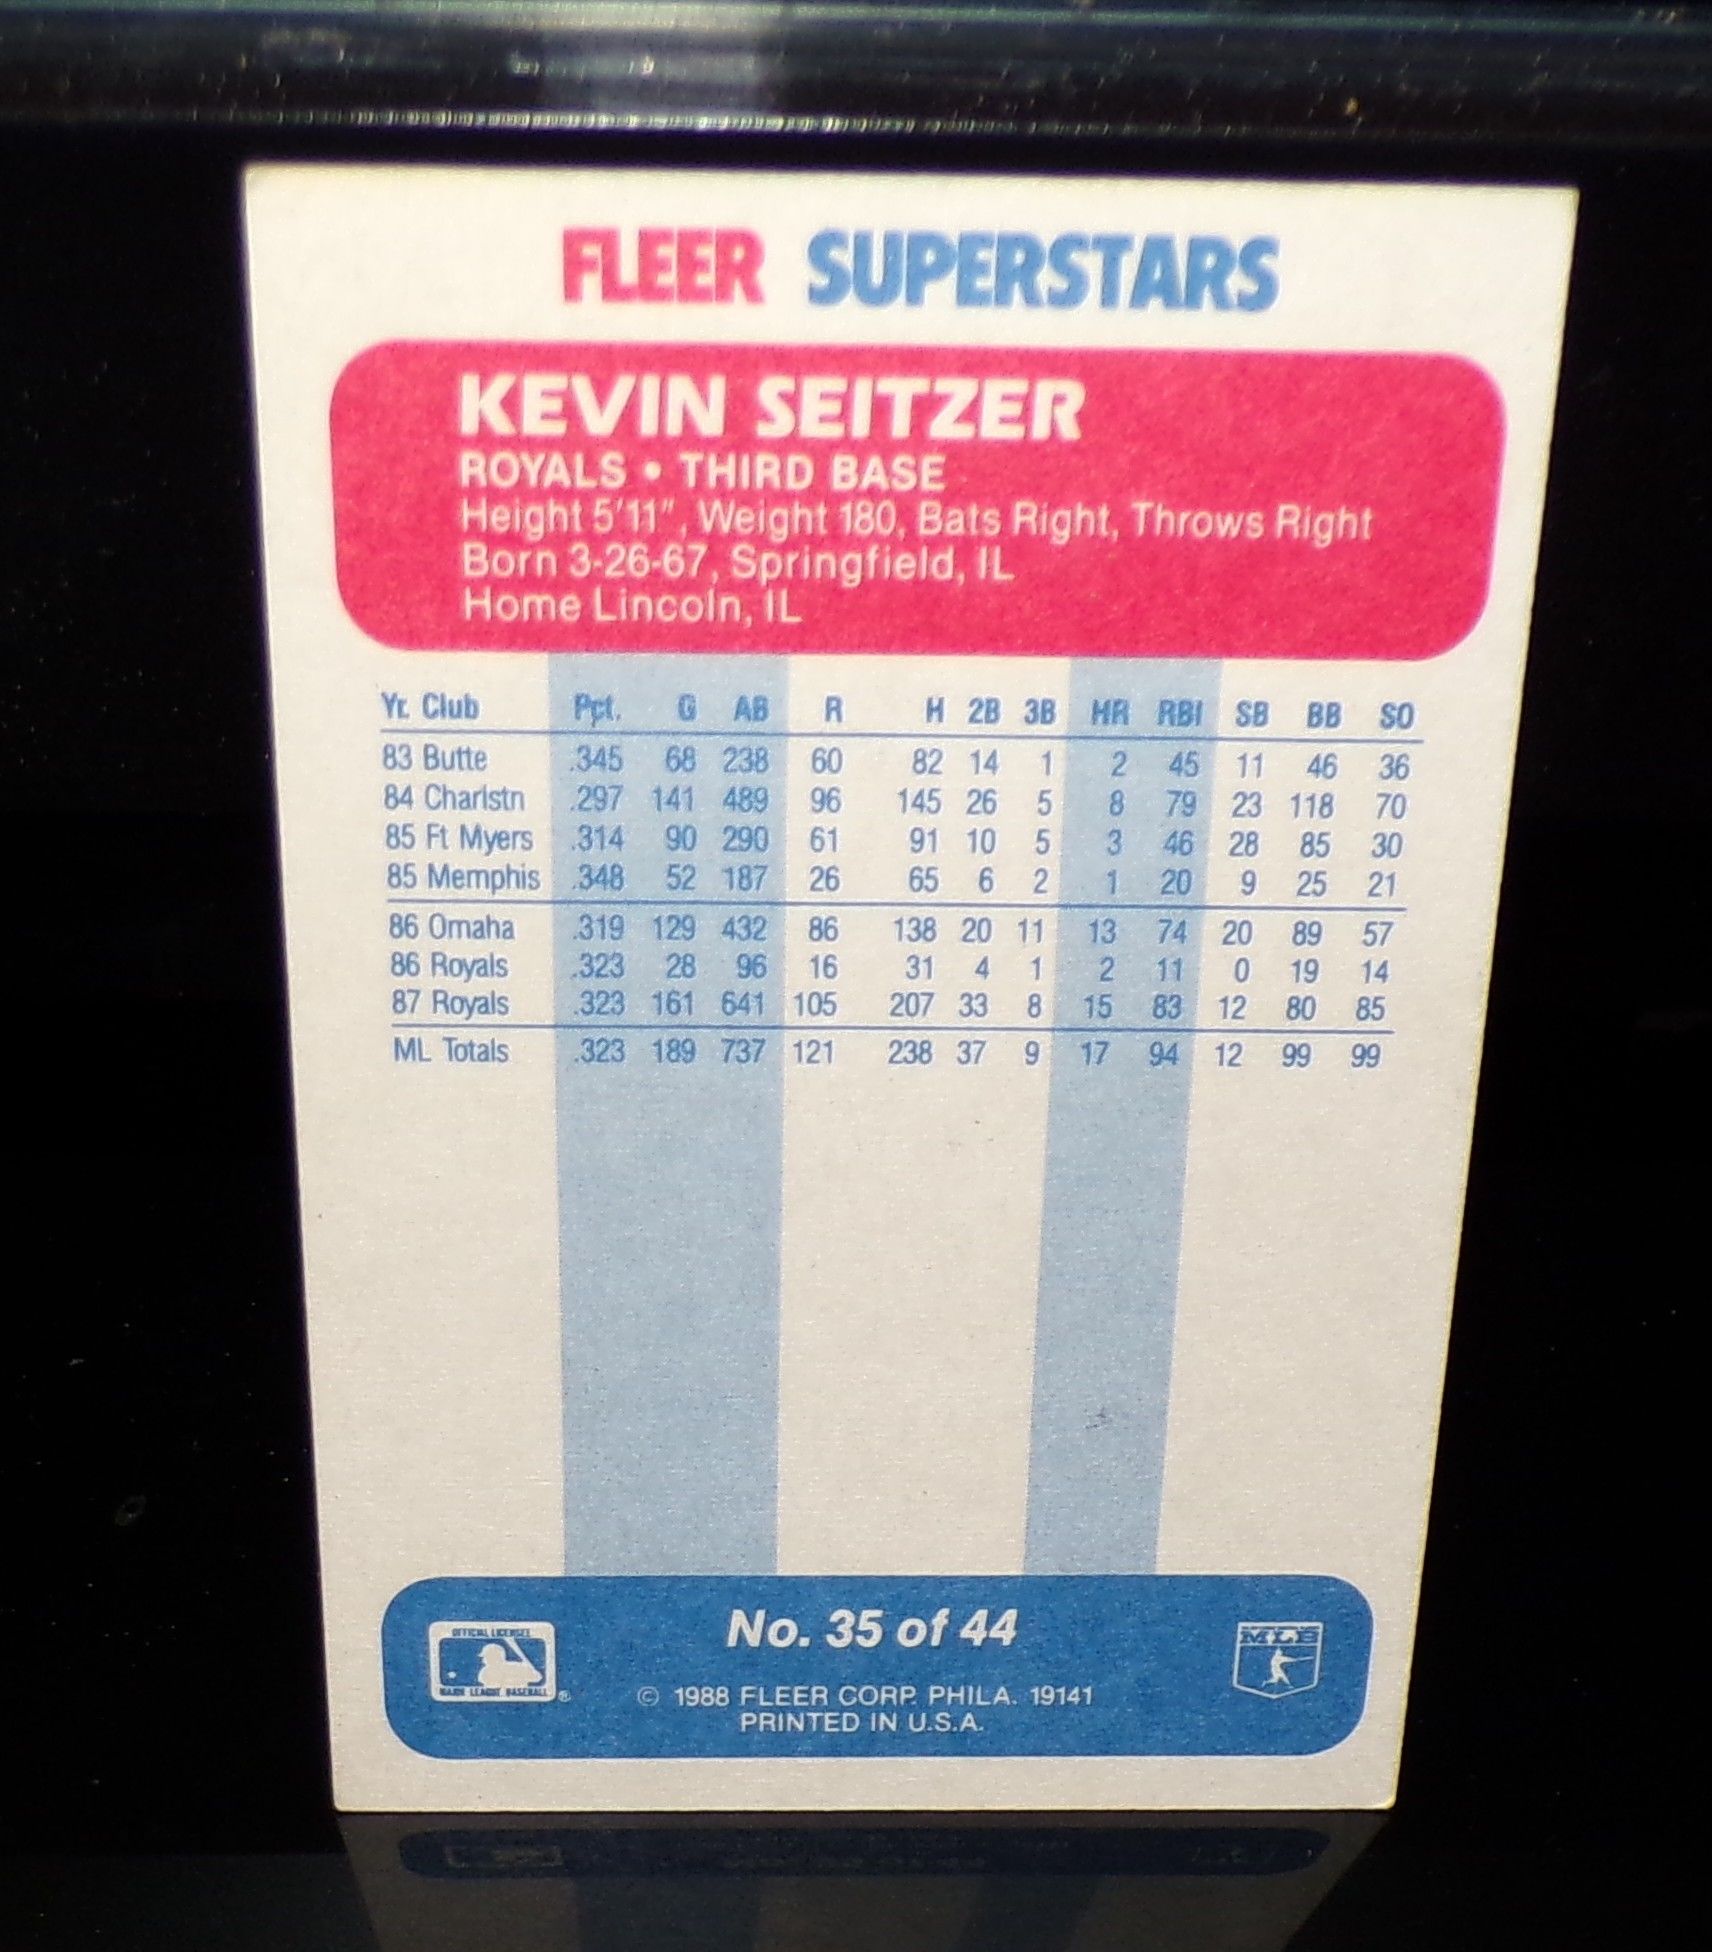 FLEER SUPERSTARS
KEVIN SEITZER
ROYALS • THIRD BASE
Height 5'11", Weight 180, Bats Right, Throws Right
Born 3-26-67, Springfield, IL
Home Lincoln, IL
Yr. Club Pct. G AB R H 2B 3B HR RBI SB BB SO
83 Butte .345 68 238 60 82 14 1 2 45 11 46 36
84 Charlstn .297 141 489 96 145 26 5 8 79 23 118 70
85 Ft Myers .314 90 290 61 91 10 5 3 46 28 85 30
85 Memphis .348 52 187 26 65 6 2 1 20 9 25 21
86 Omaha .319 129 432 86 138 20 11 13 74 20 89 57
86 Royals .323 28 96 16 31 4 1 2 11 0 19 14
87 Royals .323 161 641 105 207 33 8 15 83 12 80 85
ML Totals .323 189 737 121 238 37 9 17 94 12 99 99
No. 35 of 44
OFFICIAL LICENSEE
MAJOR LEAGUE BASEBALL ®
MLB
© 1988 FLEER CORP. PHILA. 19141
PRINTED IN U.S.A.